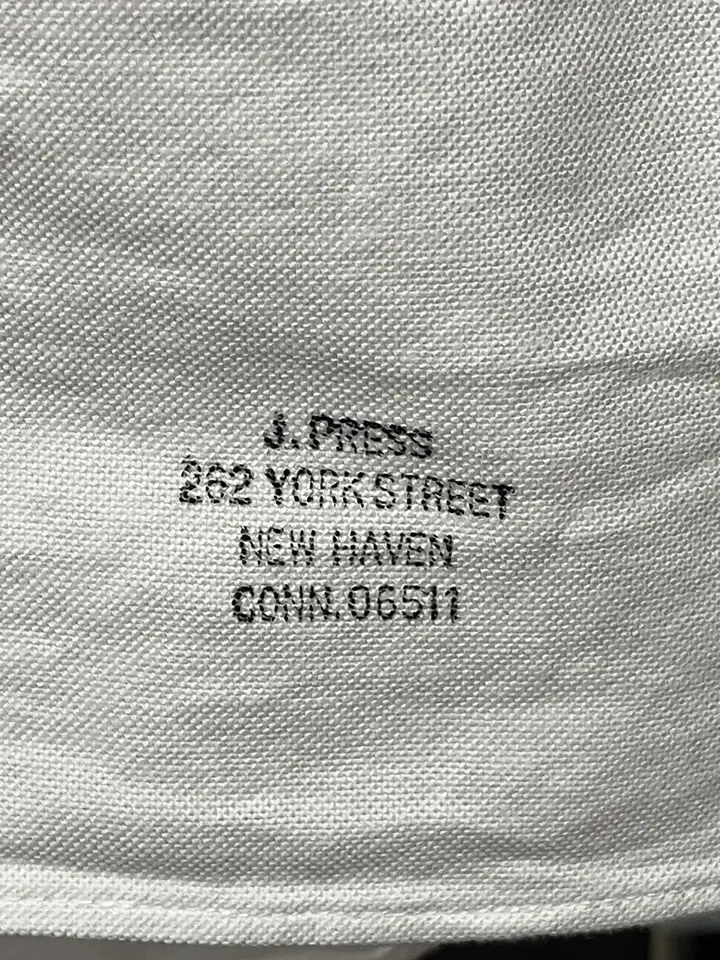 J. PRESS
262 YORK STREET
NEW HAVEN
CONN. 06511